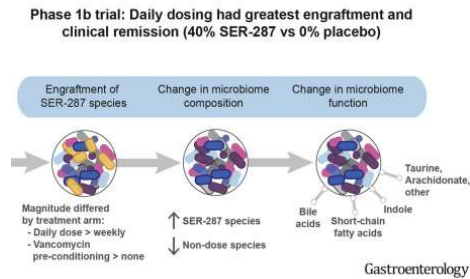 Phase 1b trial: Daily dosing had greatest engraftment and
clinical remission (40% SER-287 vs 0% placebo)
Engraftment of
SER-287 species
Change in microbiome
composition
Change in microbiome
function
Magnitude differed
by treatment arm:
- Daily dose > weekly
- Vancomycin
pre-conditioning > none
↑ SER-287 species
↓ Non-dose species
Bile
acids
Short-chain
fatty acids
Indole
Taurine,
Arachidonate,
other
Gastroenterology